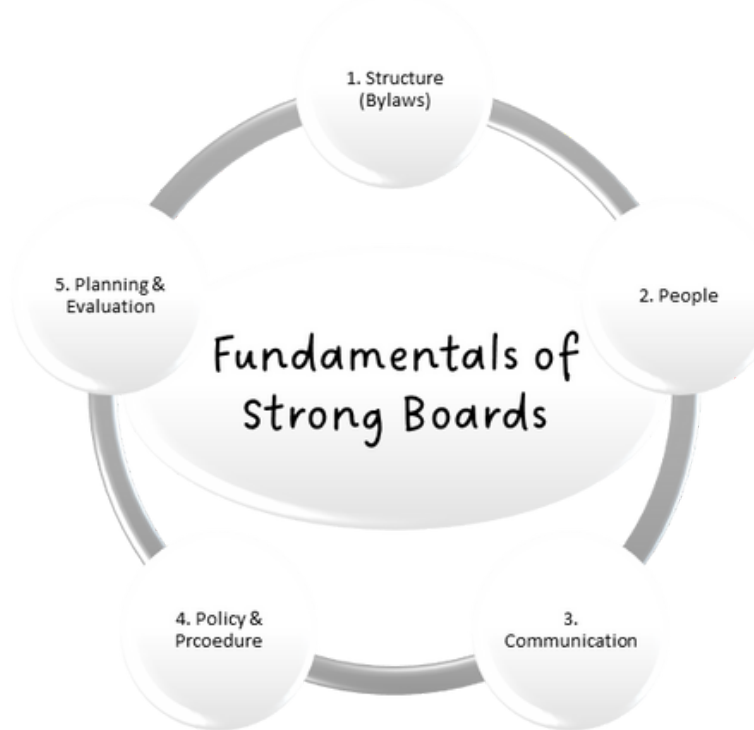 1. Structure
(Bylaws)
2. People
3.
Communication
4. Policy &
Prcoedure
5. Planning &
Evaluation
Fundamentals of
Strong Boards